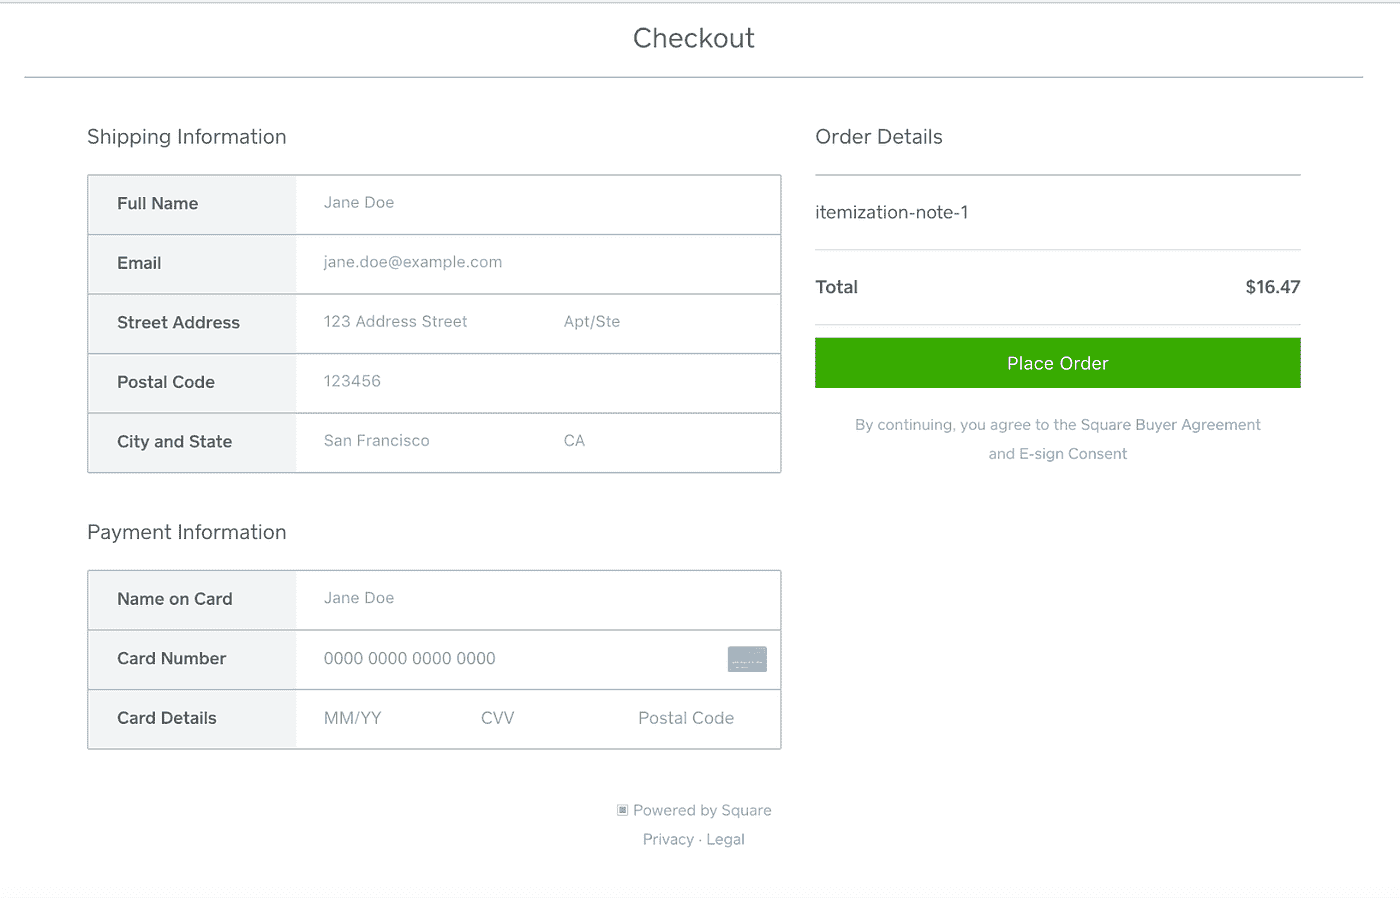 Checkout
Shipping Information
Full Name Jane Doe
Email jane.doe@example.com
Street Address 123 Address Street Apt/Ste
Postal Code 123456
City and State San Francisco CA
Payment Information
Name on Card Jane Doe
Card Number 0000 0000 0000 0000
Card Details MM/YY CVV Postal Code
Order Details
itemization-note-1
Total $16.47
Place Order
By continuing, you agree to the Square Buyer Agreement
and E-sign Consent
Powered by Square
Privacy · Legal